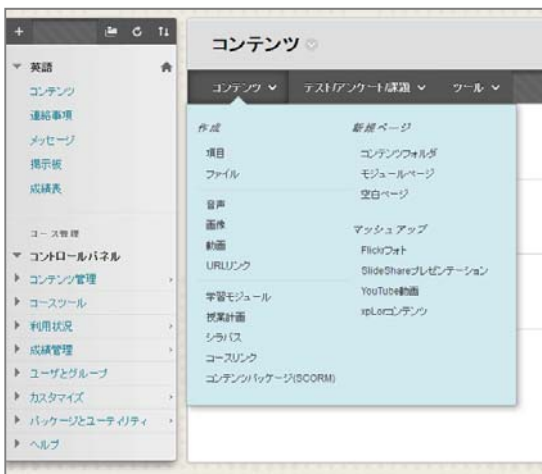 英語
コンテンツ
連絡事項
メッセージ
掲示板
成績表
コース管理
コントロールパネル
コンテンツ管理
コースツール
利用状況
成績管理
ユーザとグループ
カスタマイズ
パッケージとユーティリティ
ヘルプ
コンテンツ
コンテンツ テスト/アンケート/課題 ツール
作成
項目
ファイル
音声
画像
動画
URLリンク
学習モジュール
授業計画
シラバス
コースリンク
コンテンツパッケージ(SCORM)
新規ページ
コンテンツフォルダ
モジュールページ
空白ページ
マッシュアップ
Flickrフォト
SlideShareプレゼンテーション
YouTube動画
xpLorコンテンツ